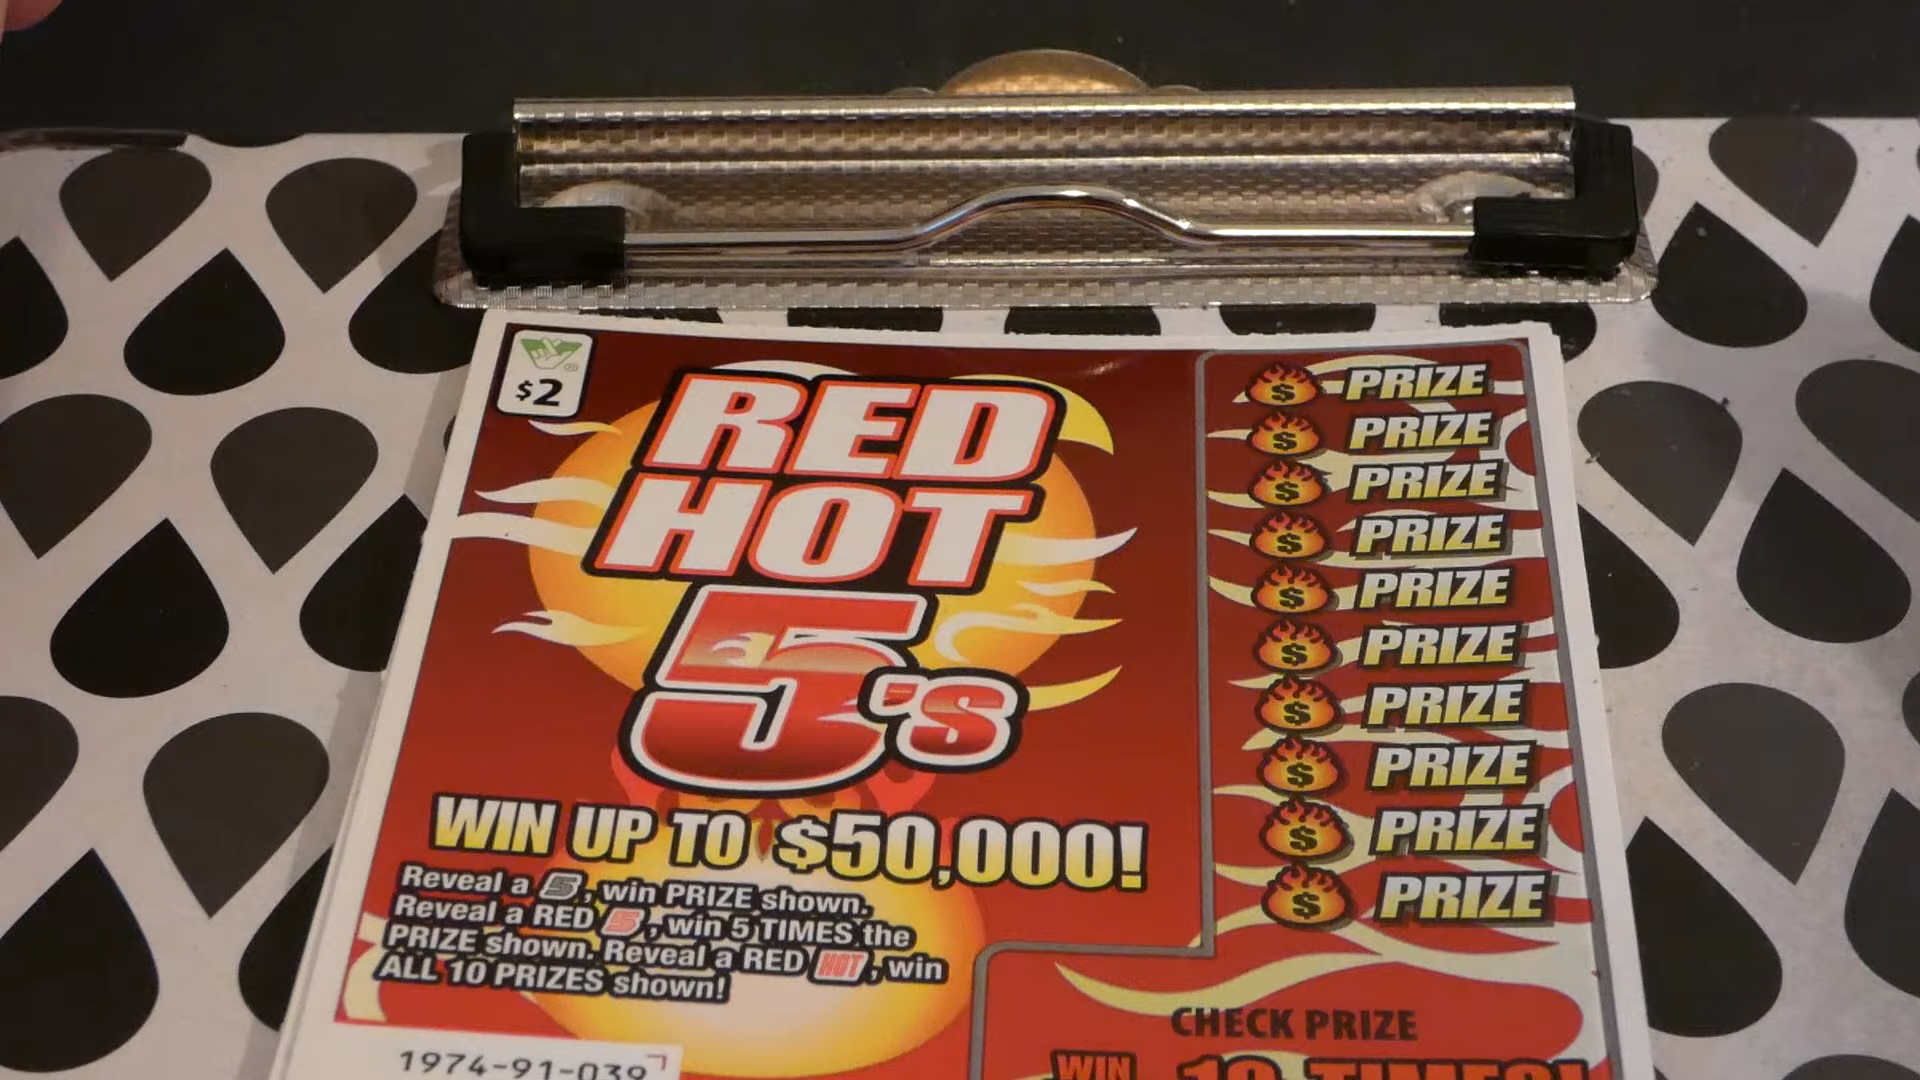 $2
RED
HOT
5's
WIN UP TO $50,000!
Reveal a 5, win PRIZE shown.
Reveal a RED 5, win 5 TIMES the
PRIZE shown. Reveal a RED HOT, win
ALL 10 PRIZES shown!
1974-91-039
$ PRIZE
$ PRIZE
$ PRIZE
$ PRIZE
$ PRIZE
$ PRIZE
$ PRIZE
$ PRIZE
$ PRIZE
$ PRIZE
CHECK PRIZE
WIN 10 TIMES!